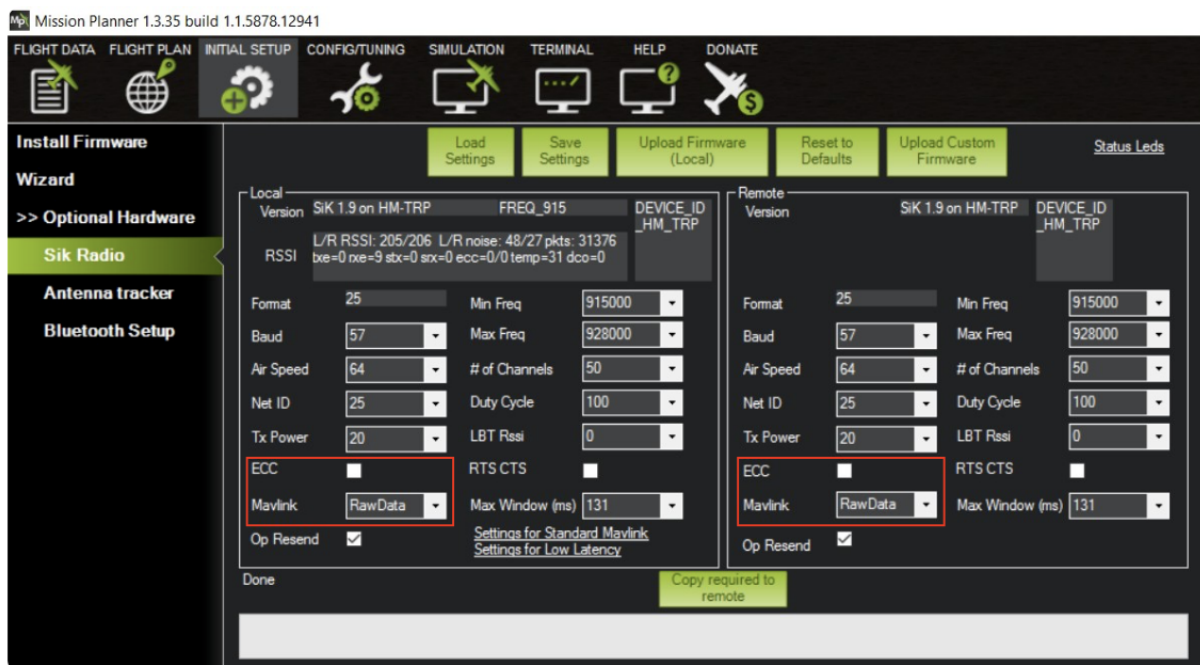 Mission Planner 1.3.35 build 1.1.5878.12941
FLIGHT DATA FLIGHT PLAN INITIAL SETUP CONFIG/TUNING SIMULATION TERMINAL HELP DONATE
Install Firmware
Wizard
>> Optional Hardware
Sik Radio
Antenna tracker
Bluetooth Setup
Load Settings
Save Settings
Upload Firmware (Local)
Reset to Defaults
Upload Custom Firmware
Status Leds
Local
Version SiK 1.9 on HM-TRP FREQ_915 DEVICE_ID_HM_TRP
RSSI
L/R RSSI: 205/206 L/R noise: 48/27 pkts: 31376
txe=0 rxe=9 stx=0 srx=0 ecc=0/0 temp=31 dco=0
Format 25 Min Freq 915000
Baud 57 Max Freq 928000
Air Speed 64 # of Channels 50
Net ID 25 Duty Cycle 100
Tx Power 20 LBT Rssi 0
ECC RTS CTS
Mavlink RawData Max Window (ms) 131
Op Resend
Settings for Standard Mavlink
Settings for Low Latency
Remote
Version SiK 1.9 on HM-TRP DEVICE_ID_HM_TRP
Format 25 Min Freq 915000
Baud 57 Max Freq 928000
Air Speed 64 # of Channels 50
Net ID 25 Duty Cycle 100
Tx Power 20 LBT Rssi 0
ECC RTS CTS
Mavlink RawData Max Window (ms) 131
Op Resend
Done
Copy required to remote